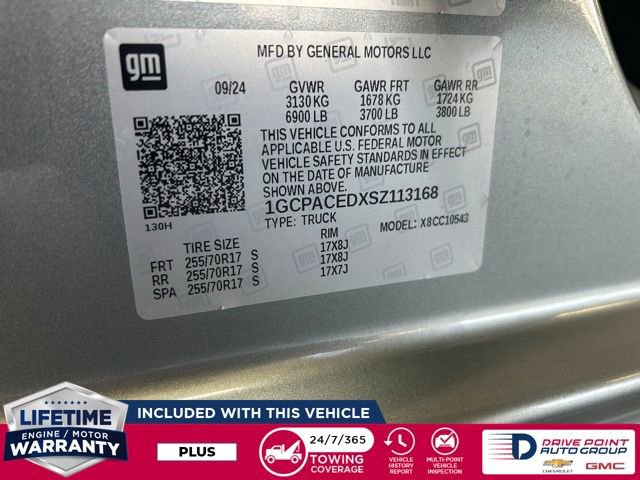 gm
MFD BY GENERAL MOTORS LLC
09/24 GVWR GAWR FRT GAWR RR
3130 KG 1678 KG 1724 KG
6900 LB 3700 LB 3800 LB
THIS VEHICLE CONFORMS TO ALL
APPLICABLE U.S. FEDERAL MOTOR
VEHICLE SAFETY STANDARDS IN EFFECT
ON THE DATE OF MANUFACTURE
SHOWN ABOVE.
1GCPACEDXSZ113168
TYPE: TRUCK MODEL: X8CC10543
130H
TIRE SIZE RIM
FRT 255/70R17 S 17X8J
RR 255/70R17 S 17X8J
SPA 255/70R17 S 17X7J
LIFETIME
ENGINE / MOTOR
WARRANTY
INCLUDED WITH THIS VEHICLE
PLUS
24/7/365
TOWING
COVERAGE
VEHICLE
HISTORY
REPORT
MULTI-POINT
VEHICLE
INSPECTION
D
DRIVE POINT
AUTO GROUP
CHEVROLET GMC